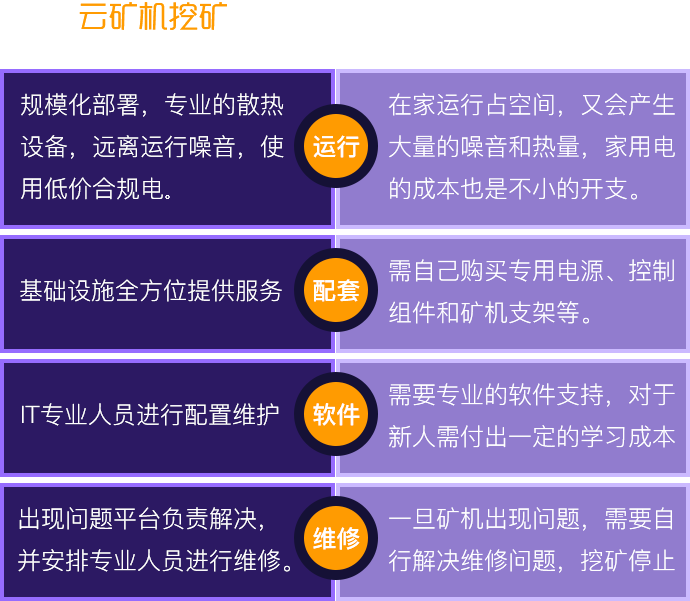 云矿机挖矿
规模化部署，专业的散热
设备，远离运行噪音，使
用低价合规电。
运行
在家运行占空间，又会产生
大量的噪音和热量，家用电
的成本也是不小的开支。
基础设施全方位提供服务
配套
需自己购买专用电源、控制
组件和矿机支架等。
IT专业人员进行配置维护
软件
需要专业的软件支持，对于
新人需付出一定的学习成本
出现问题平台负责解决，
并安排专业人员进行维修。
维修
一旦矿机出现问题，需要自
行解决维修问题，挖矿停止